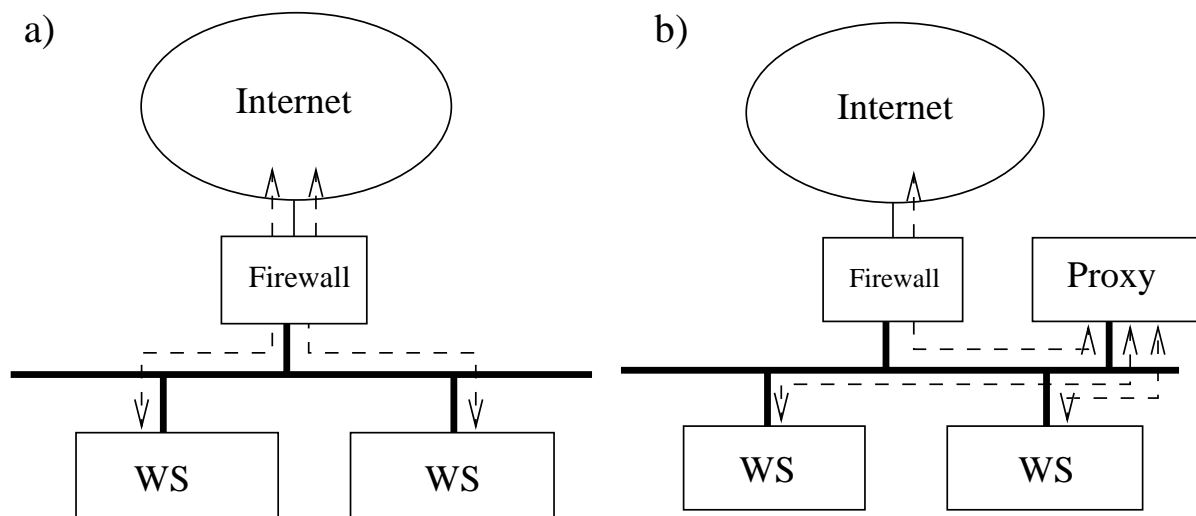 a)
Internet
Firewall
WS
WS
b)
Internet
Firewall
Proxy
WS
WS